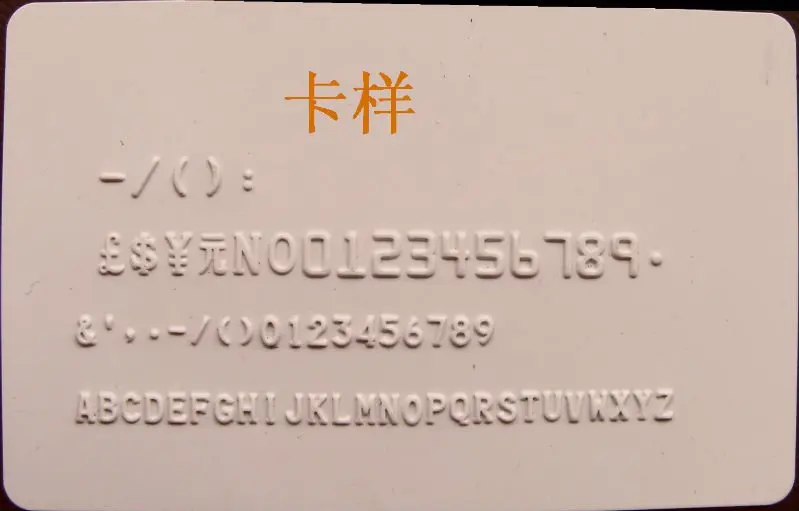 卡样
-/():
£$¥元NO0123456789.
&',.-/()0123456789
ABCDEFGHIJKLMNOPQRSTUVWXYZ